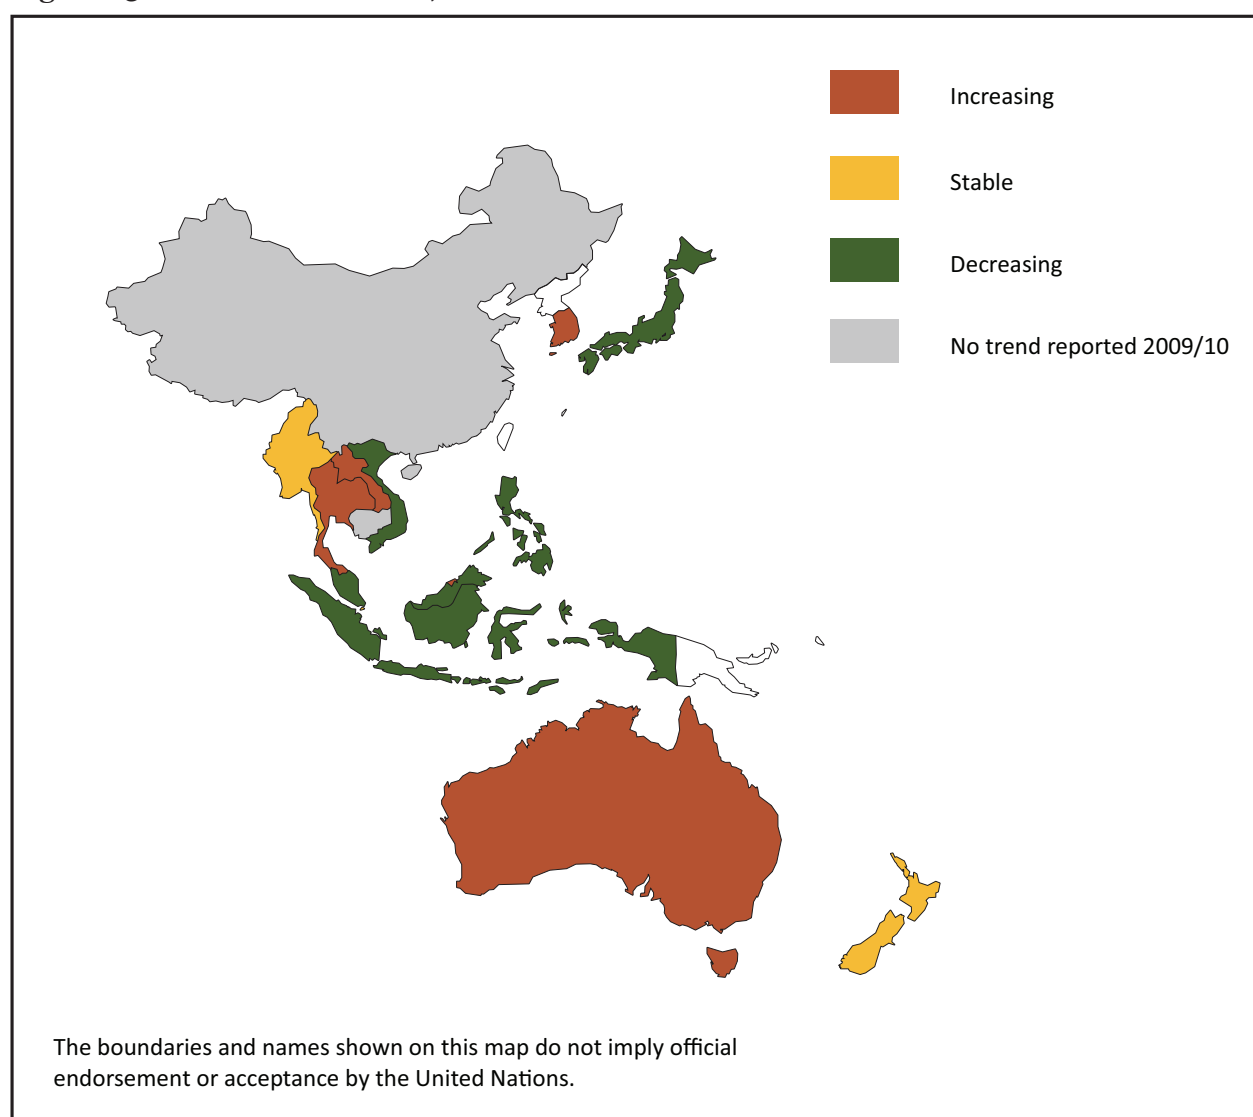 Increasing
Stable
Decreasing
No trend reported 2009/10
The boundaries and names shown on this map do not imply official
endorsement or acceptance by the United Nations.